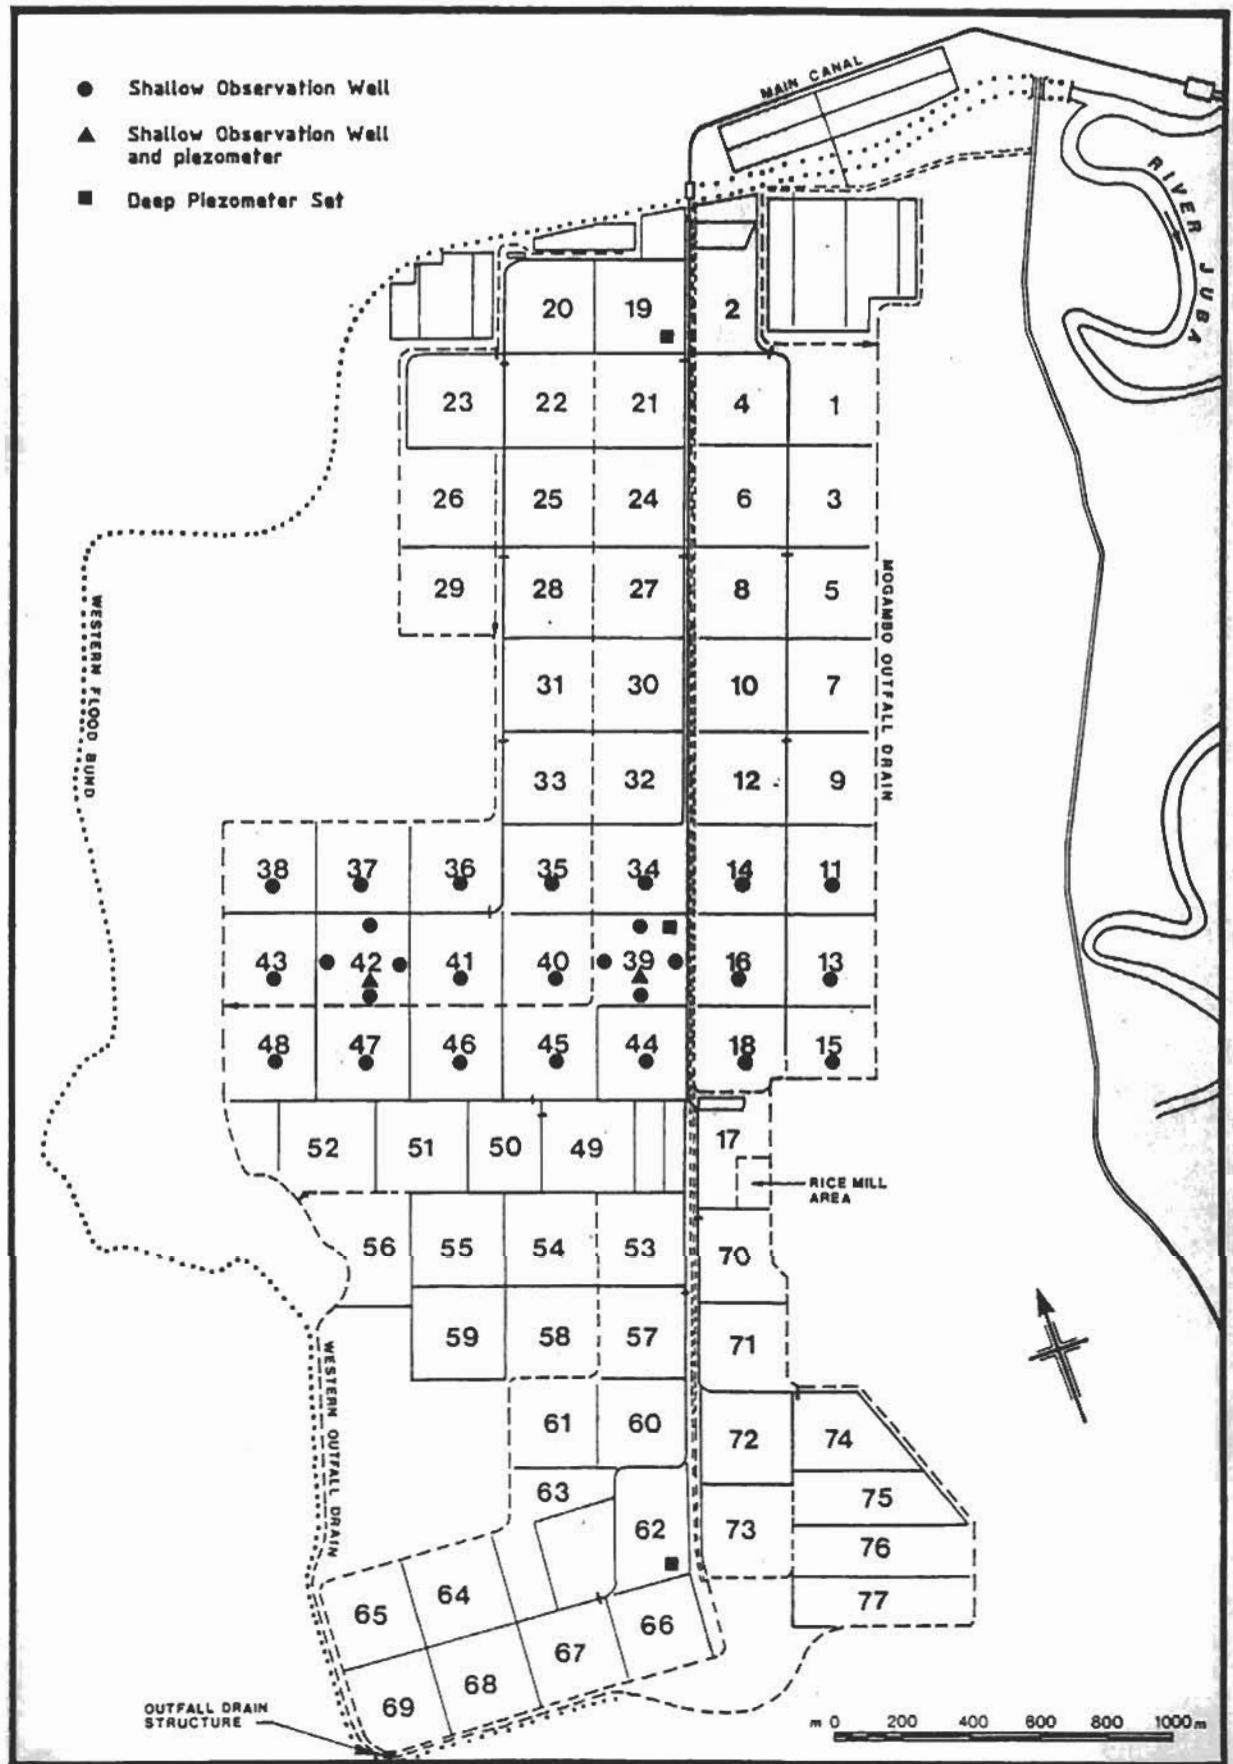 Shallow Observation Well
Shallow Observation Well
and piezometer
Deep Piezometer Set
MAIN CANAL
RIVER JUBA
20 19 2
23 22 21 4 1
26 25 24 6 3
29 28 27 8 5
31 30 10 7
33 32 12 9
MOGAMBO OUTFALL DRAIN
WESTERN FLOOD BUND
38 37 36 35 34 14 11
43 42 41 40 39 16 13
48 47 46 45 44 18 15
52 51 50 49 17
RICE MILL
AREA
56 55 54 53 70
59 58 57 71
WESTERN OUTFALL DRAIN
61 60 72 74
63 75
62 73 76
65 64 77
67 66
69 68
OUTFALL DRAIN
STRUCTURE
m 0 200 400 600 800 1000m